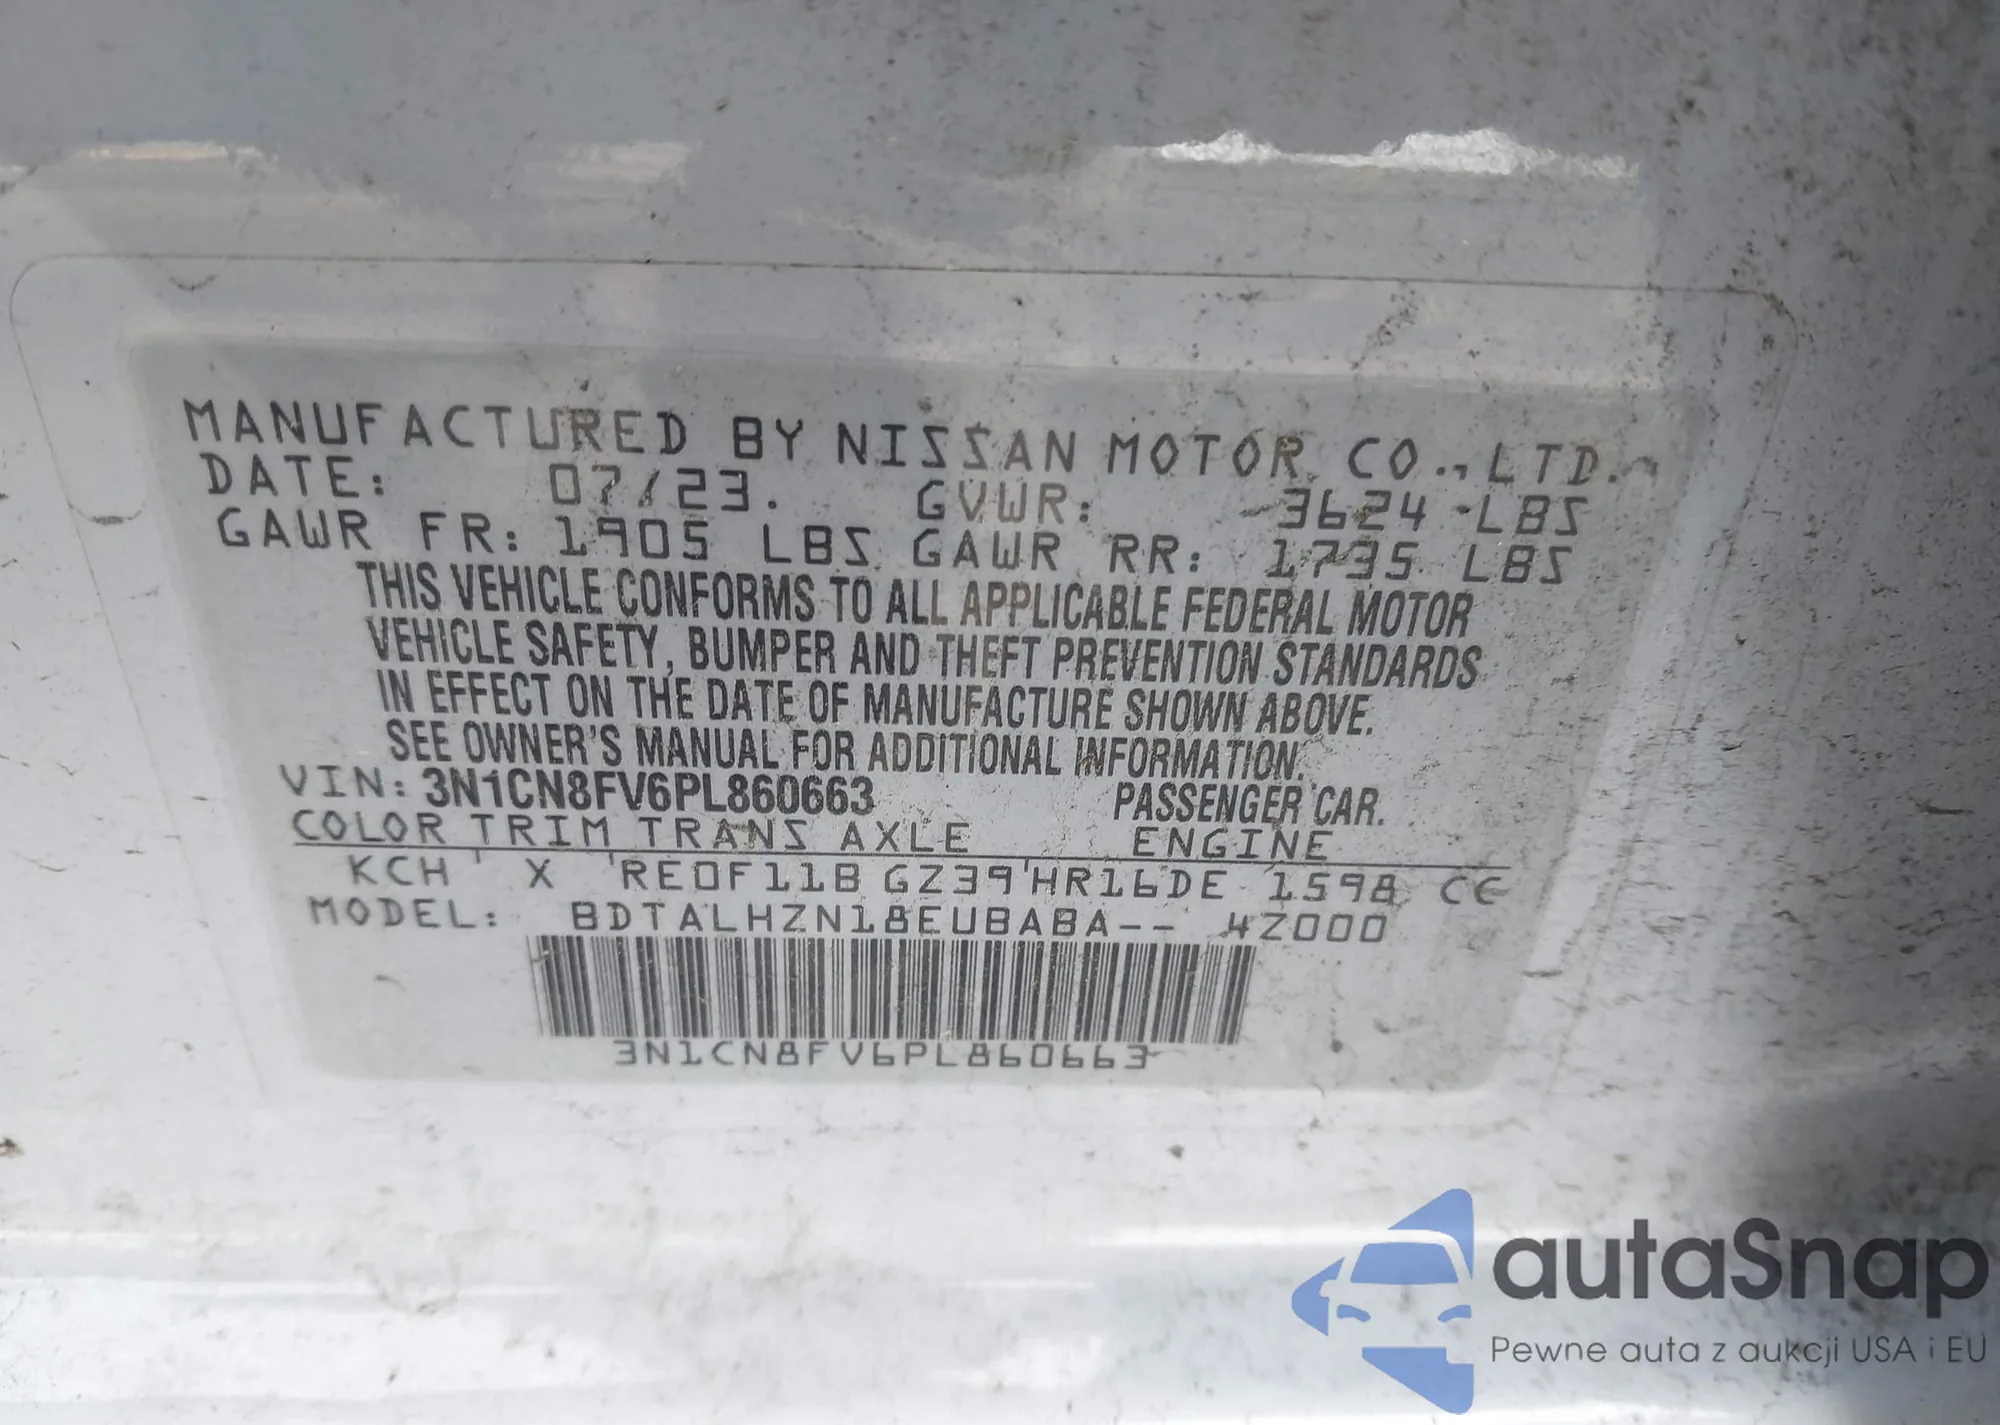 MANUFACTURED BY NISSAN MOTOR CO., LTD.
DATE: 07/23. GVWR: 3624 LBS
GAWR FR: 1905 LBS GAWR RR: 1735 LBS
THIS VEHICLE CONFORMS TO ALL APPLICABLE FEDERAL MOTOR
VEHICLE SAFETY, BUMPER AND THEFT PREVENTION STANDARDS
IN EFFECT ON THE DATE OF MANUFACTURE SHOWN ABOVE.
SEE OWNER'S MANUAL FOR ADDITIONAL INFORMATION.
VIN: 3N1CN8FV6PL860663 PASSENGER CAR.
COLOR TRIM TRANS AXLE ENGINE
KCH X RE0F11B GZ39 HR16DE 1598 CC
MODEL: BDTALHZN18EUBABA-- 4Z000
3N1CN8FV6PL860663
autaSnap
Pewne auta z aukcji USA i EU